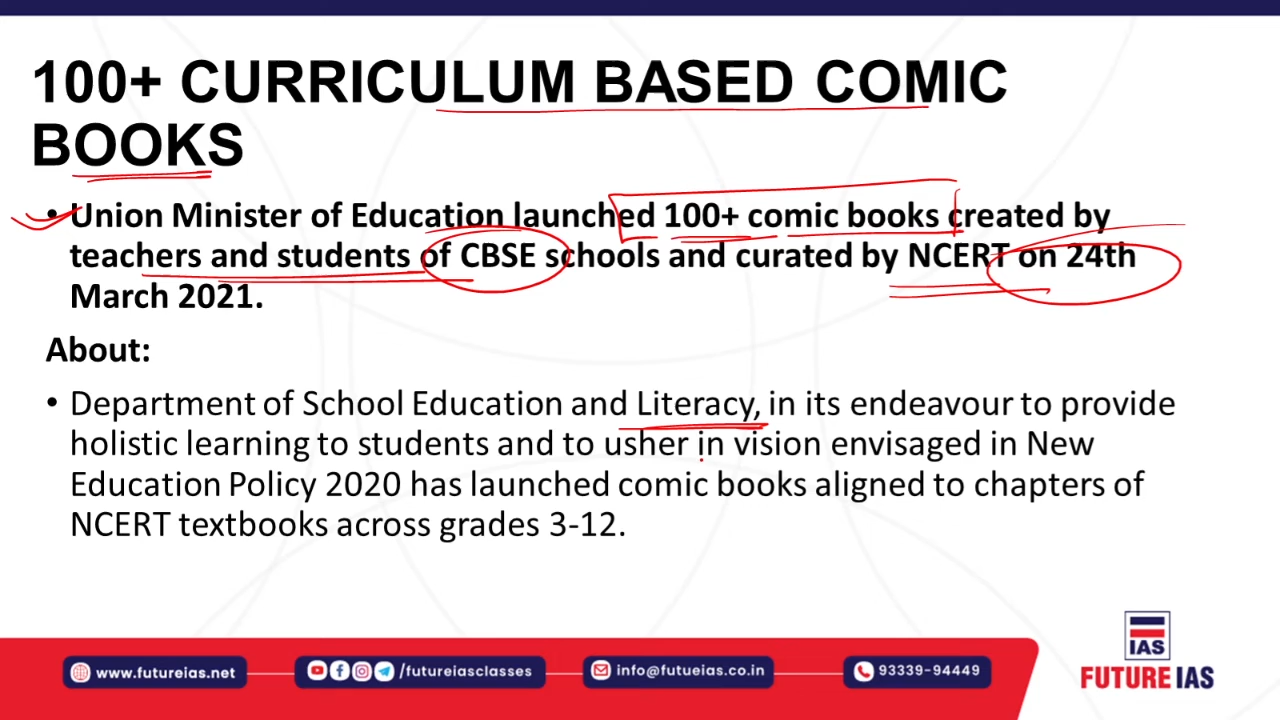 100+ CURRICULUM BASED COMIC
BOOKS
• Union Minister of Education launched 100+ comic books created by
teachers and students of CBSE schools and curated by NCERT on 24th
March 2021.
About:
• Department of School Education and Literacy, in its endeavour to provide
holistic learning to students and to usher in vision envisaged in New
Education Policy 2020 has launched comic books aligned to chapters of
NCERT textbooks across grades 3-12.
www.futureias.net
/futureiasclasses
info@futueias.co.in
93339-94449
IAS
FUTURE IAS